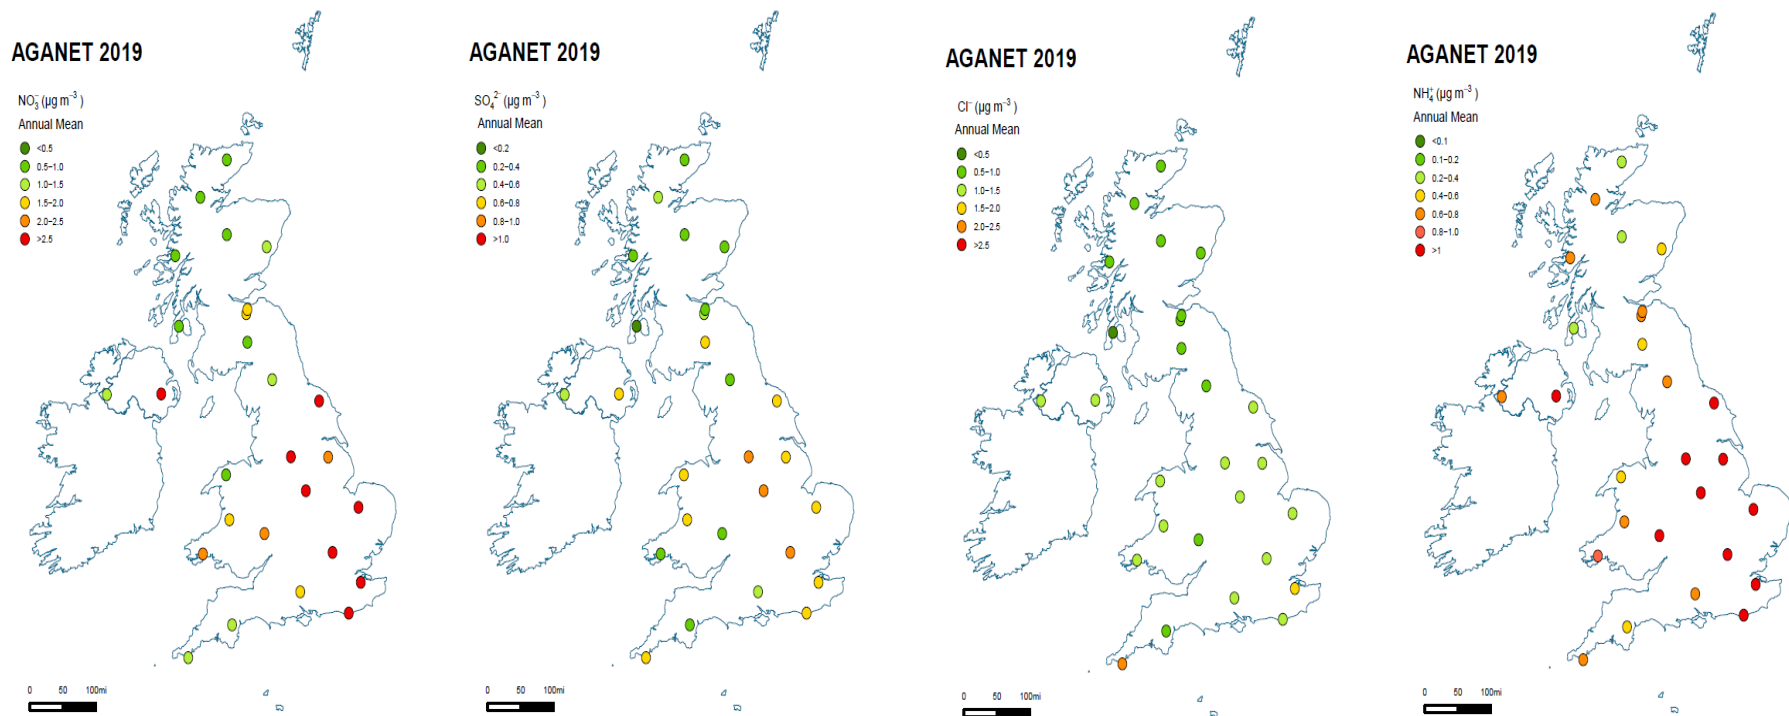 AGANET 2019
NO₃⁻ (µg m⁻³)
Annual Mean
<0.5
0.5−1.0
1.0−1.5
1.5−2.0
2.0−2.5
>2.5
0 50 100mi
AGANET 2019
SO₄²⁻ (µg m⁻³)
Annual Mean
<0.2
0.2−0.4
0.4−0.6
0.6−0.8
0.8−1.0
>1.0
0 50 100mi
AGANET 2019
Cl⁻ (µg m⁻³)
Annual Mean
<0.5
0.5−1.0
1.0−1.5
1.5−2.0
2.0−2.5
>2.5
0 50 100mi
AGANET 2019
NH₄⁺ (µg m⁻³)
Annual Mean
<0.1
0.1−0.2
0.2−0.4
0.4−0.6
0.6−0.8
0.8−1.0
>1
0 50 100mi